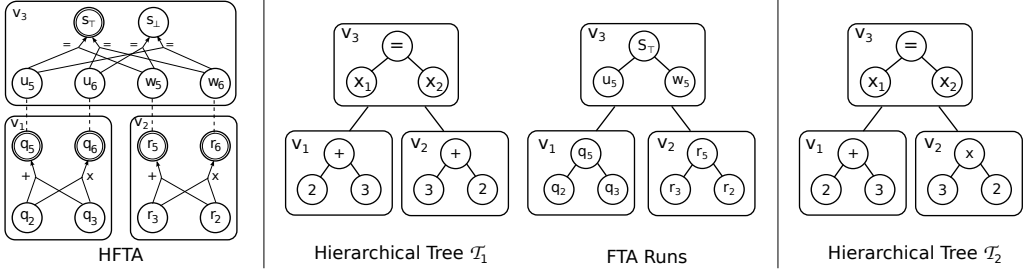 v₃
s⊤ s⊥
= = = =
u₅ u₆ w₅ w₆
v₁ v₂
q₅ q₆ r₅ r₆
+ x + x
q₂ q₃ r₃ r₂
HFTA
v₃
=
x₁ x₂
v₁ v₂
+ +
2 3 3 2
Hierarchical Tree 𝒯₁
v₃
s⊤
u₅ w₅
v₁ v₂
q₅ r₅
q₂ q₃ r₃ r₂
FTA Runs
v₃
=
x₁ x₂
v₁ v₂
+ x
2 3 3 2
Hierarchical Tree 𝒯₂